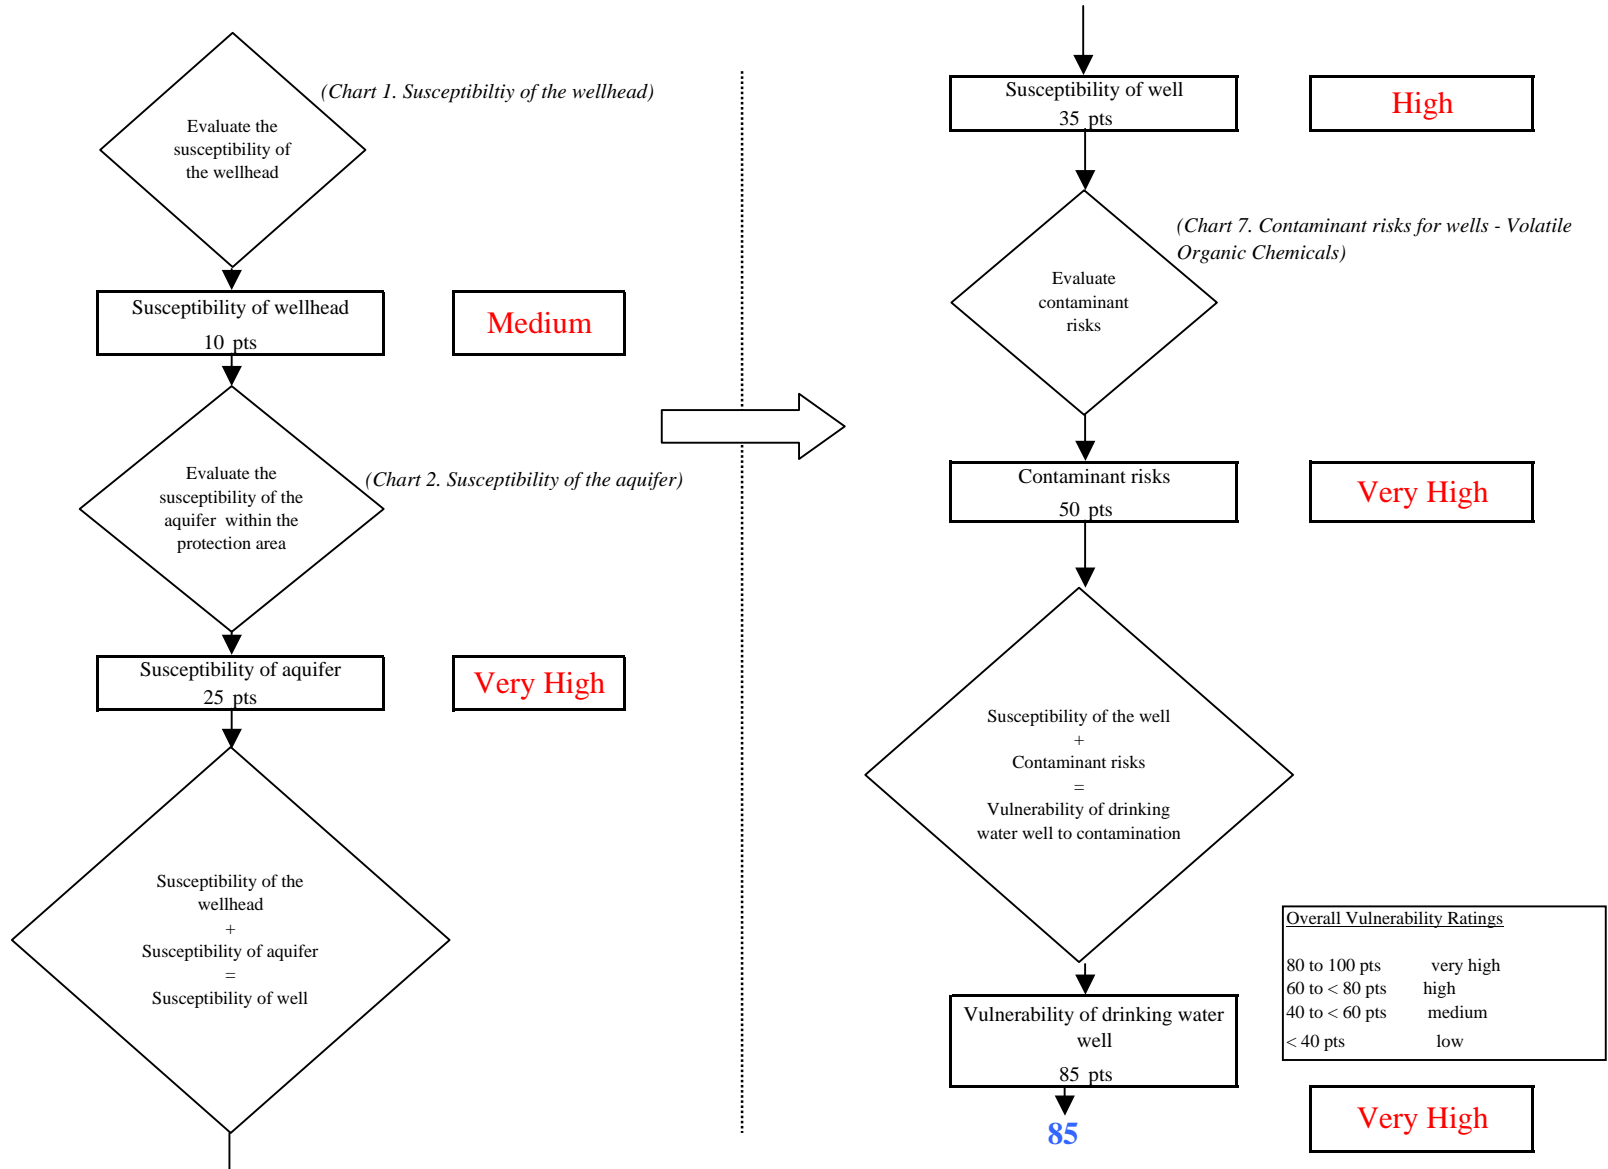 (Chart 1. Susceptibiltiy of the wellhead)
Evaluate the
susceptibility of
the wellhead
Susceptibility of wellhead
10 pts
Medium
Evaluate the
susceptibility of the
aquifer within the
protection area
(Chart 2. Susceptibility of the aquifer)
Susceptibility of aquifer
25 pts
Very High
Susceptibility of the
wellhead
+
Susceptibility of aquifer
=
Susceptibility of well
Susceptibility of well
35 pts
High
(Chart 7. Contaminant risks for wells - Volatile
Organic Chemicals)
Evaluate
contaminant
risks
Contaminant risks
50 pts
Very High
Susceptibility of the well
+
Contaminant risks
=
Vulnerability of drinking
water well to contamination
Overall Vulnerability Ratings
80 to 100 pts very high
60 to < 80 pts high
40 to < 60 pts medium
< 40 pts low
Vulnerability of drinking water
well
85 pts
85
Very High